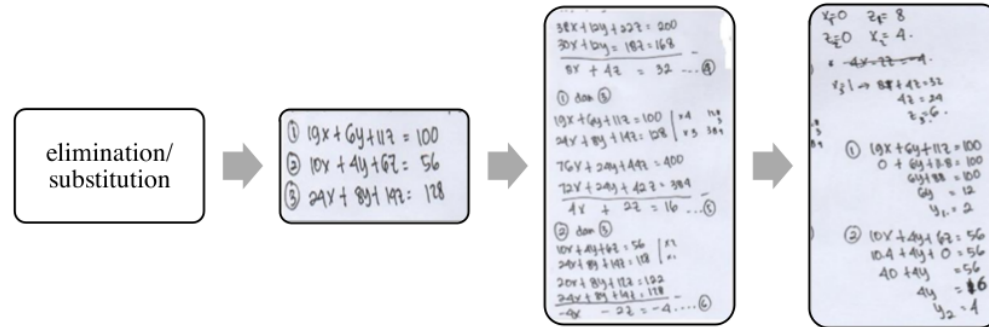 elimination/
substitution
① 19x+6y+11z = 100
② 10x+4y+6z = 56
③ 24x+8y+14z = 128
38x+12y+22z = 200
30x+12y = 18z = 168
8x + 4z = 32 ....④
① dan ③
19x+6y+11z = 100 | x4
24x+8y+14z = 128 | x3
76x+24y+44z = 400
72x+24y+42z = 384
4x + 2z = 16 ...⑤
② dan ③
10x+4y+6z = 56
24x+8y+14z = 128
20x+8y+12z = 122
24x+8y+14z = 128
-4x - 2z = -4 ....⑥
x₁=0 z₁= 8
z₂=0 x₂= 4.
x₃=1 → 8x+4z=32
4z = 24
z₃=6.
① 19x+6y+11z=100
0 + 6y+88=100
6y+88 = 100
6y = 12
y₁ = 2
② 10x+4y+6z=56
10.4+4y+0=56
40+4y =56
4y = 16
y₂=4